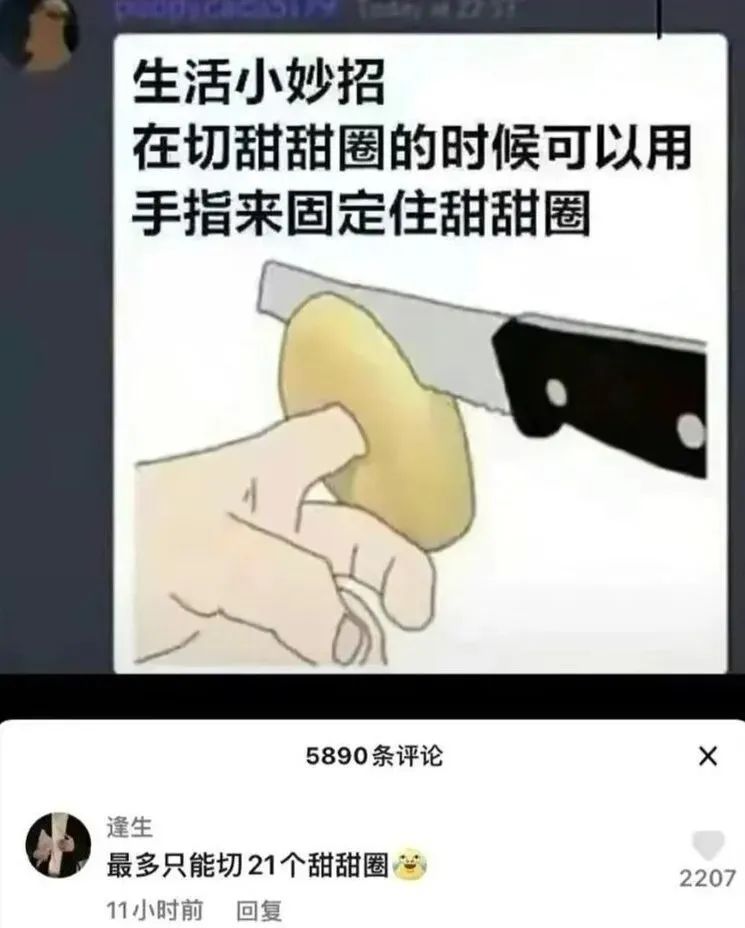 生活小妙招
在切甜甜圈的时候可以用
手指来固定住甜甜圈
5890条评论
逢生
最多只能切21个甜甜圈
2207
11小时前 回复